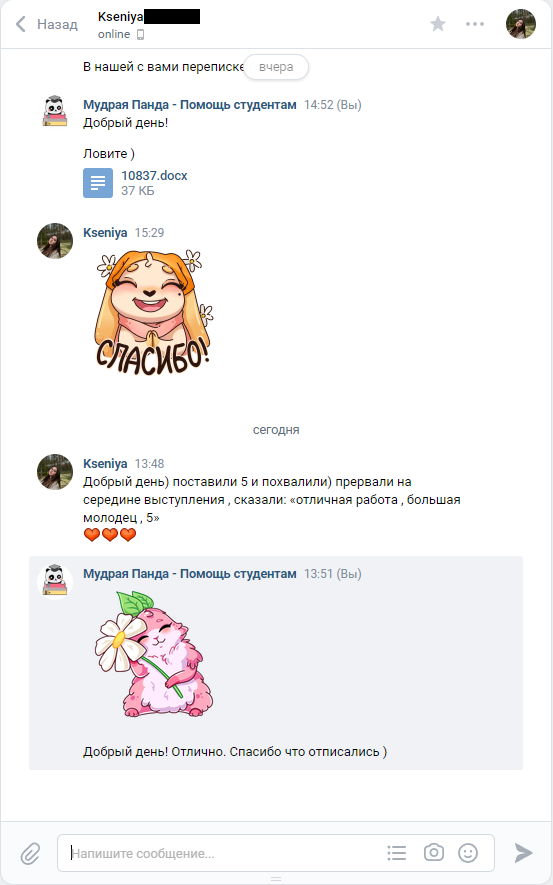 Назад
Kseniya
online
В нашей с вами переписке
вчера
Мудрая Панда - Помощь студентам 14:52 (Вы)
Добрый день!
Ловите )
10837.docx
37 КБ
Kseniya 15:29
СПАСИБО!
сегодня
Kseniya 13:48
Добрый день) поставили 5 и похвалили) прервали на
середине выступления , сказали: «отличная работа , большая
молодец , 5»
Мудрая Панда - Помощь студентам 13:51 (Вы)
Добрый день! Отлично. Спасибо что отписались )
Напишите сообщение...